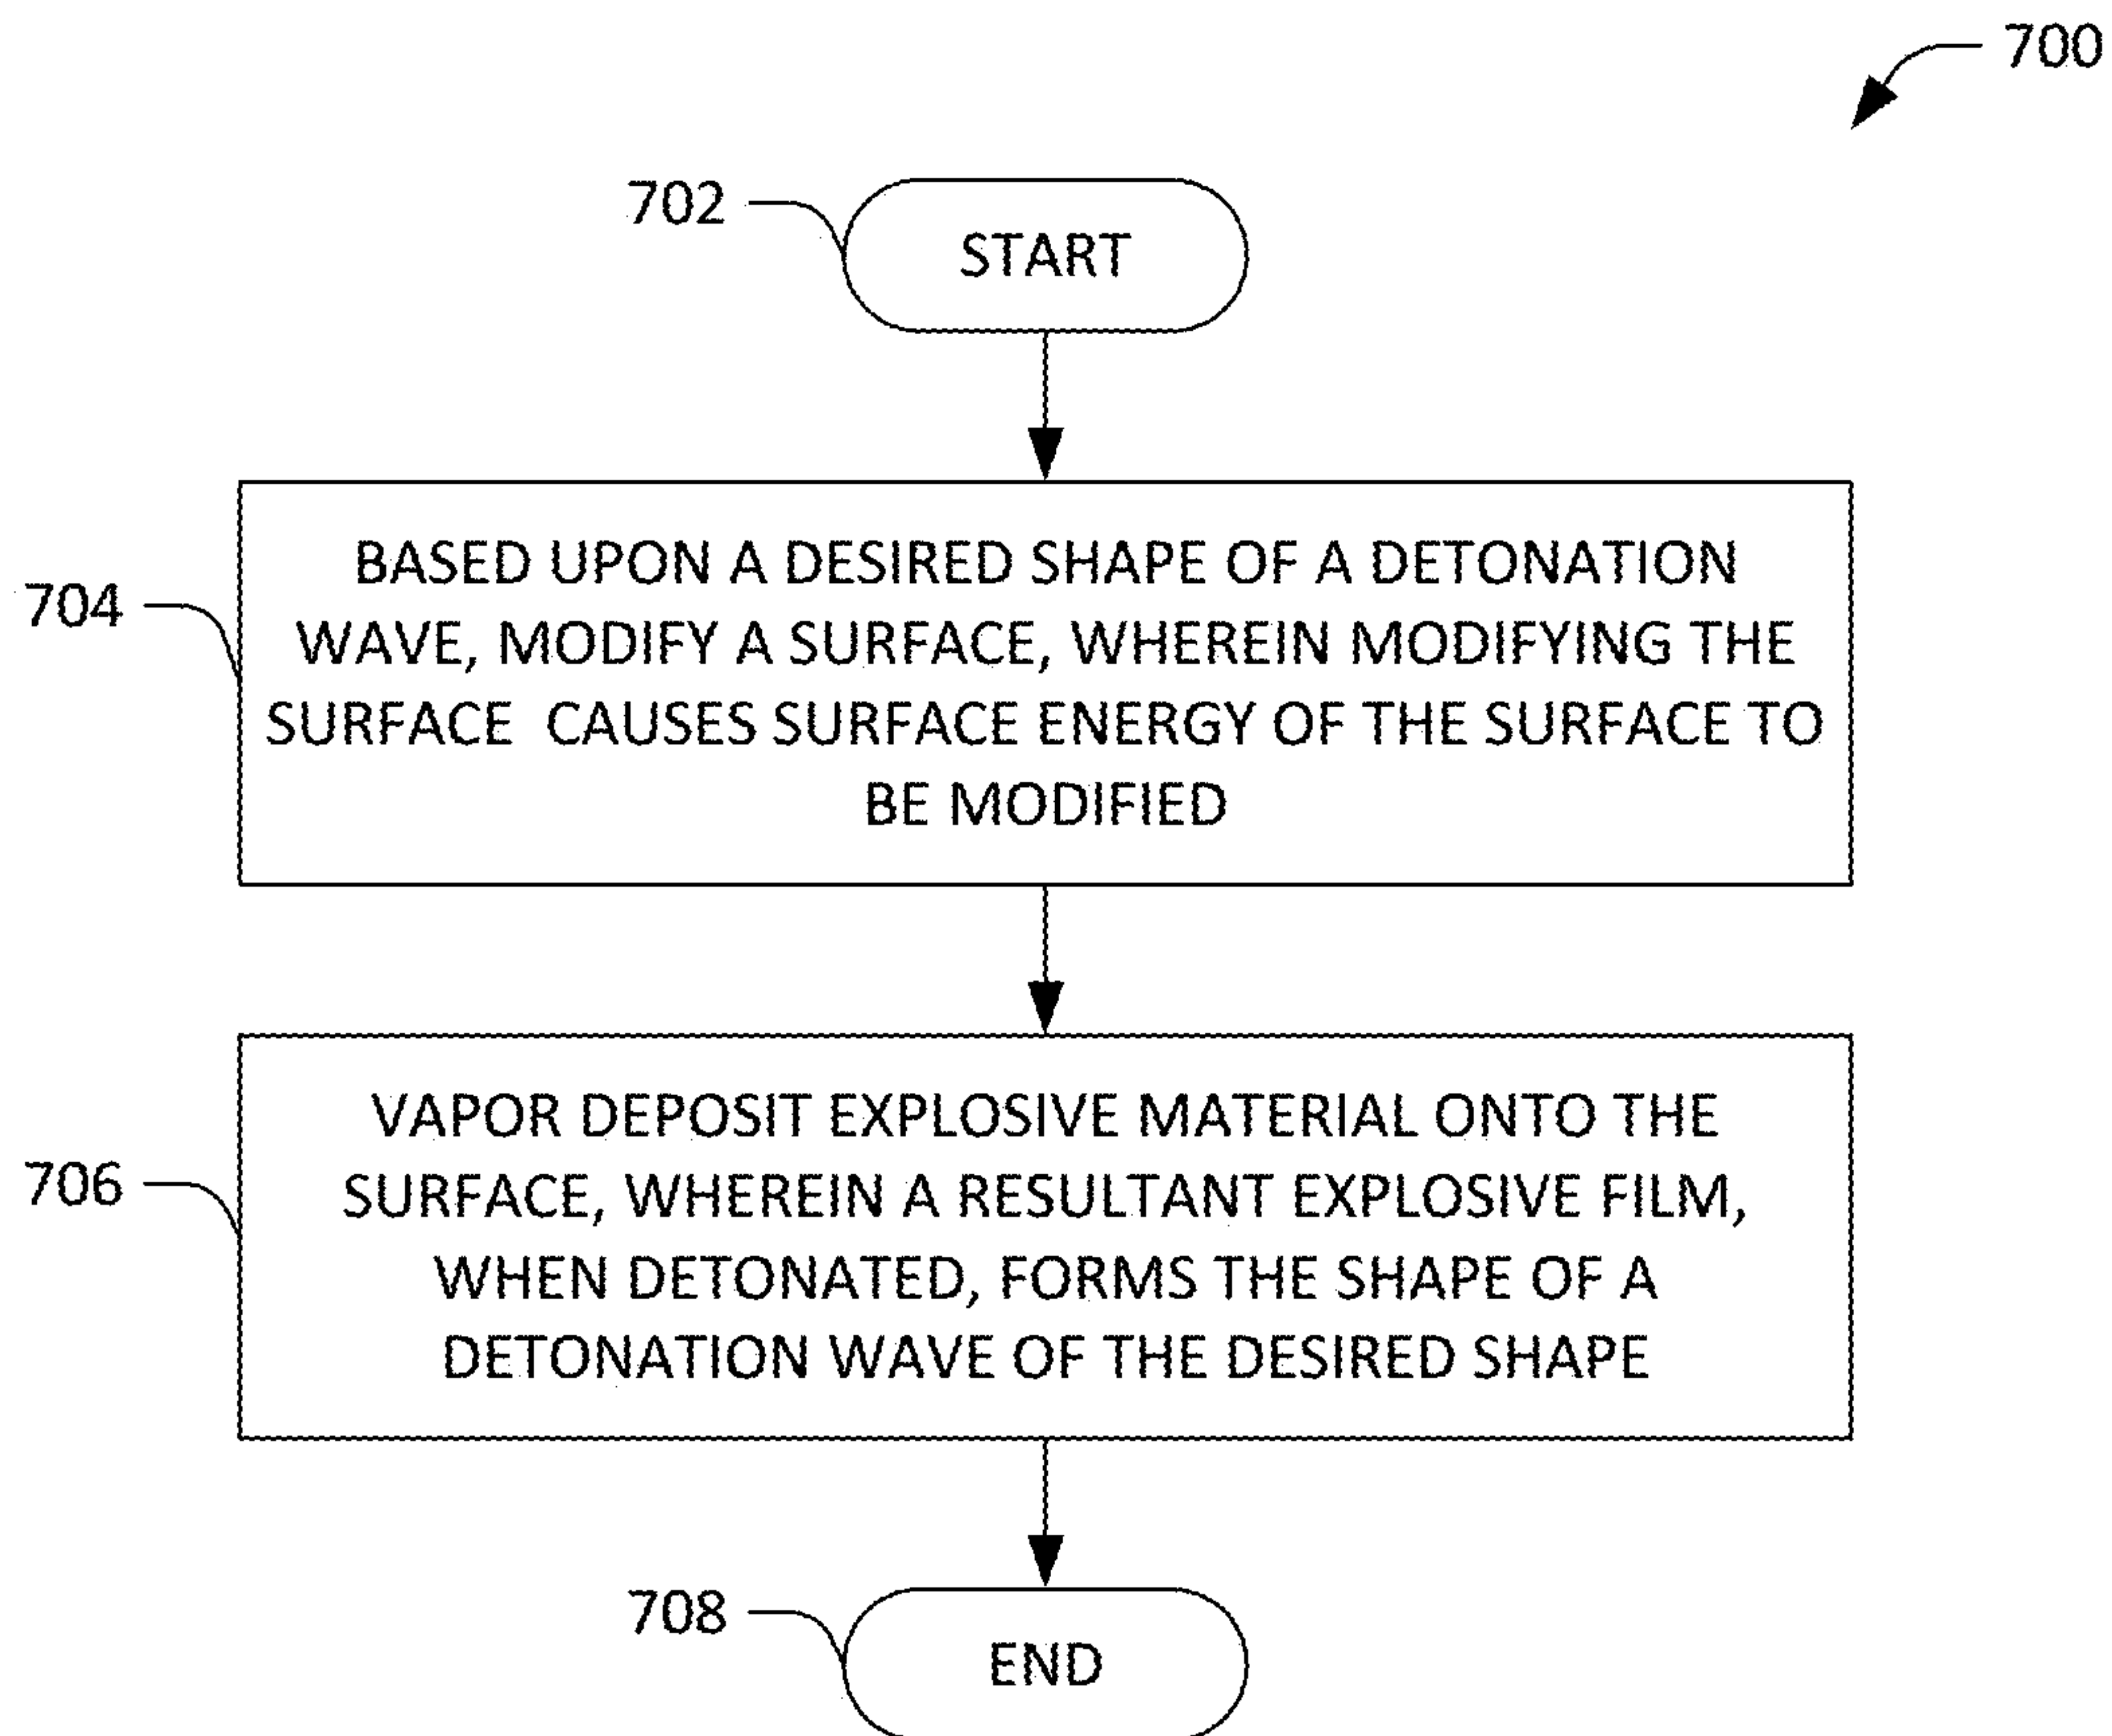 700
702
START
704
BASED UPON A DESIRED SHAPE OF A DETONATION
WAVE, MODIFY A SURFACE, WHEREIN MODIFYING THE
SURFACE CAUSES SURFACE ENERGY OF THE SURFACE TO
BE MODIFIED
706
VAPOR DEPOSIT EXPLOSIVE MATERIAL ONTO THE
SURFACE, WHEREIN A RESULTANT EXPLOSIVE FILM,
WHEN DETONATED, FORMS THE SHAPE OF A
DETONATION WAVE OF THE DESIRED SHAPE
708
END